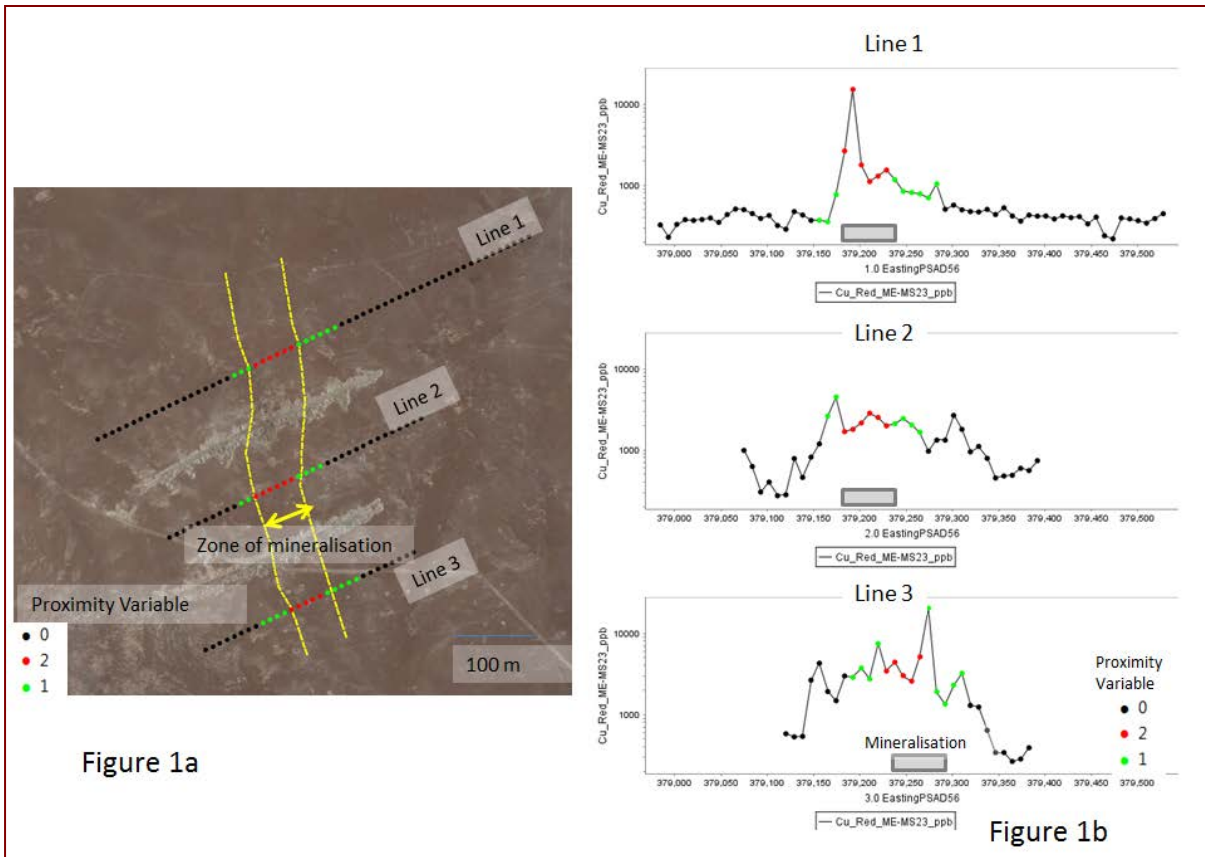 Line 1
Line 2
Line 3
Zone of mineralisation
Proximity Variable
0
2
1
100 m
Figure 1a
Line 1
Cu_Red_ME-MS23_ppb
10000
1000
379,000 379,050 379,100 379,150 379,200 379,250 379,300 379,350 379,400 379,450 379,500
1.0 EastingPSAD56
Cu_Red_ME-MS23_ppb
Line 2
Cu_Red_ME-MS23_ppb
10000
1000
379,000 379,050 379,100 379,150 379,200 379,250 379,300 379,350 379,400 379,450 379,500
2.0 EastingPSAD56
Cu_Red_ME-MS23_ppb
Line 3
Cu_Red_ME-MS23_ppb
10000
1000
Proximity
Variable
0
2
1
Mineralisation
379,000 379,050 379,100 379,150 379,200 379,250 379,300 379,350 379,400 379,450 379,500
3.0 EastingPSAD56
Cu_Red_ME-MS23_ppb
Figure 1b